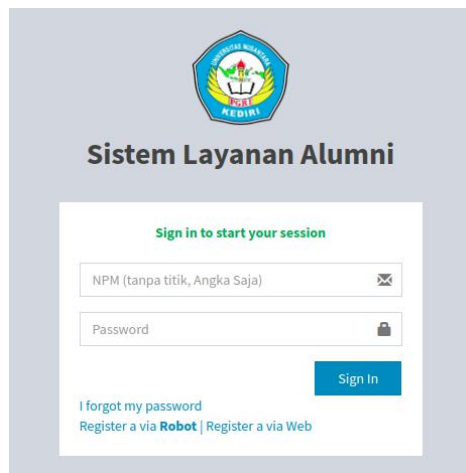 UNIVERSITAS NUSANTARA
PGRI
KEDIRI
Sistem Layanan Alumni
Sign in to start your session
NPM (tanpa titik, Angka Saja)
Password
Sign In
I forgot my password
Register a via Robot | Register a via Web